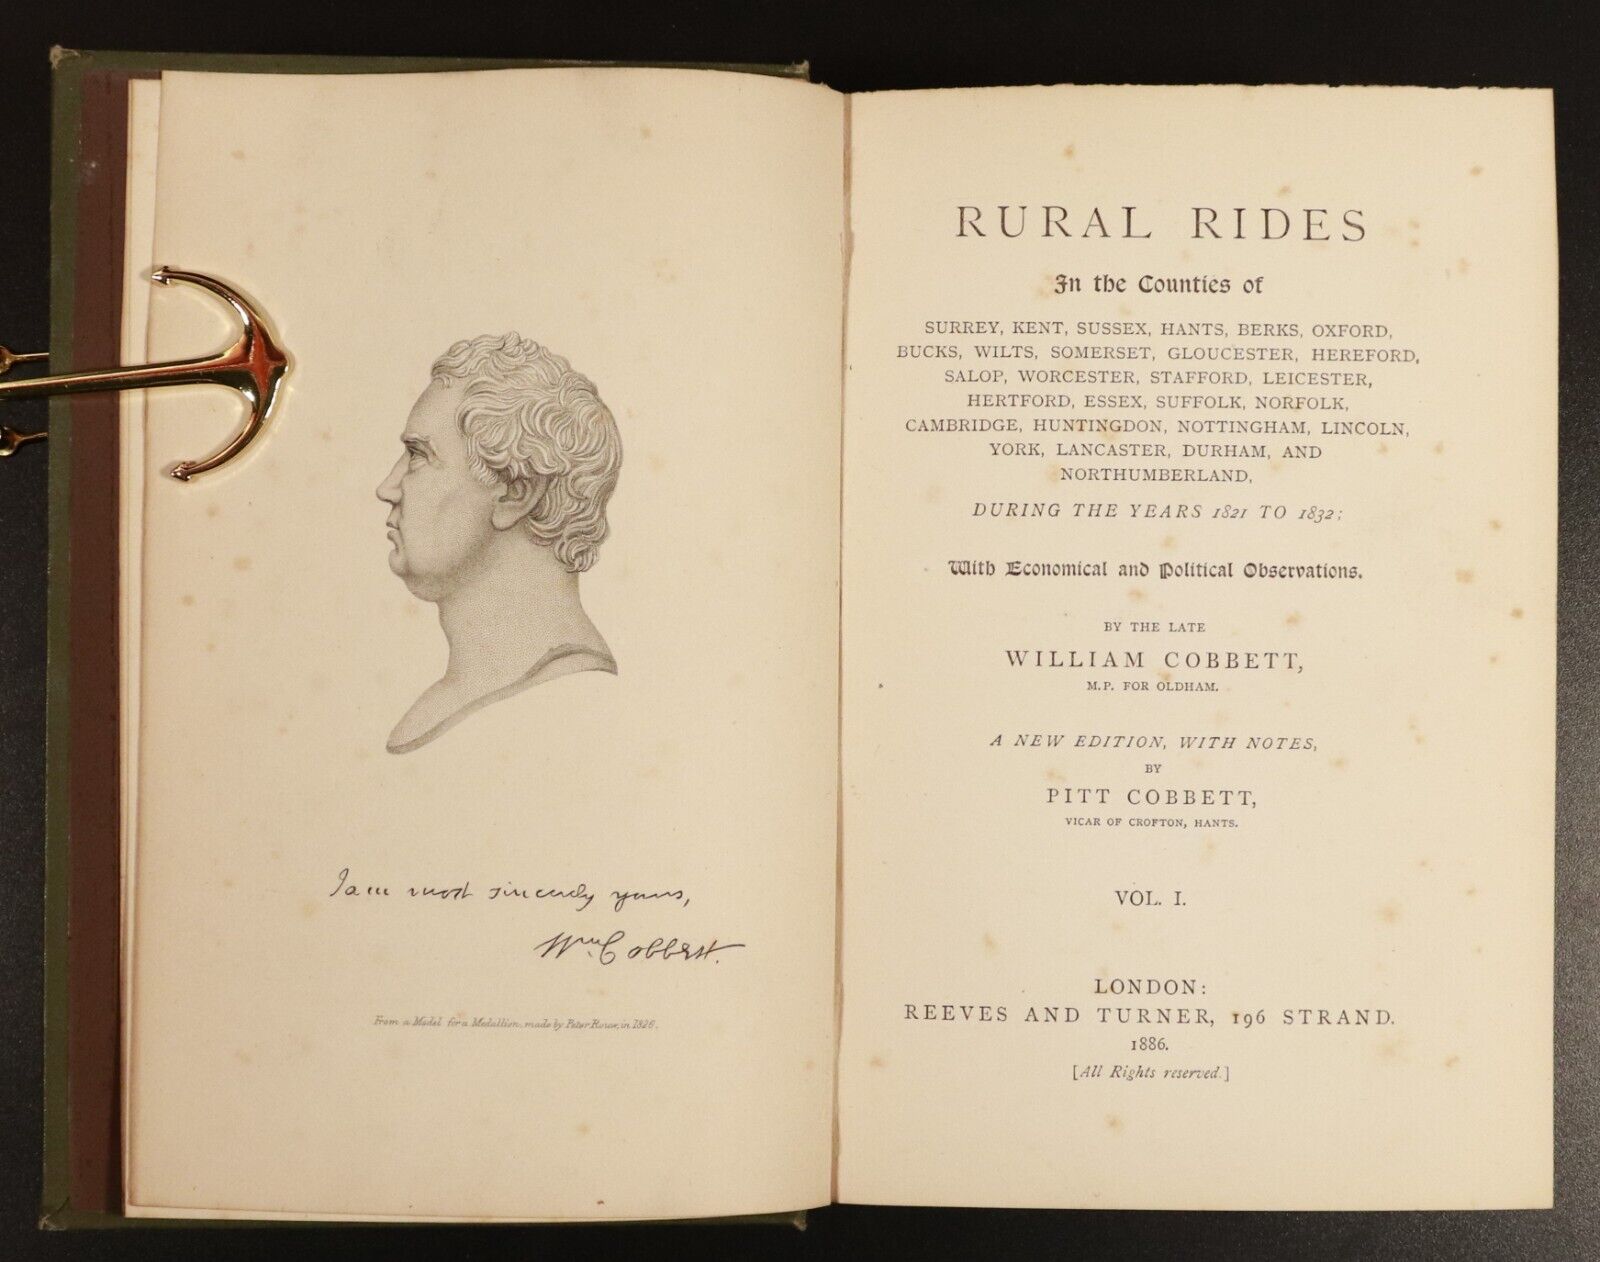 I am most sincerely yours,
Wm. Cobbett.
From a Model for a Medallion, made by Peter Rouw, in 1826.
RURAL RIDES
In the Counties of
SURREY, KENT, SUSSEX, HANTS, BERKS, OXFORD,
BUCKS, WILTS, SOMERSET, GLOUCESTER, HEREFORD,
SALOP, WORCESTER, STAFFORD, LEICESTER,
HERTFORD, ESSEX, SUFFOLK, NORFOLK,
CAMBRIDGE, HUNTINGDON, NOTTINGHAM, LINCOLN,
YORK, LANCASTER, DURHAM, AND
NORTHUMBERLAND,
DURING THE YEARS 1821 TO 1832;
With Economical and Political Observations.
BY THE LATE
WILLIAM COBBETT,
M.P. FOR OLDHAM.
A NEW EDITION, WITH NOTES,
BY
PITT COBBETT,
VICAR OF CROFTON, HANTS.
VOL. I.
LONDON:
REEVES AND TURNER, 196 STRAND.
1886.
[All Rights reserved.]